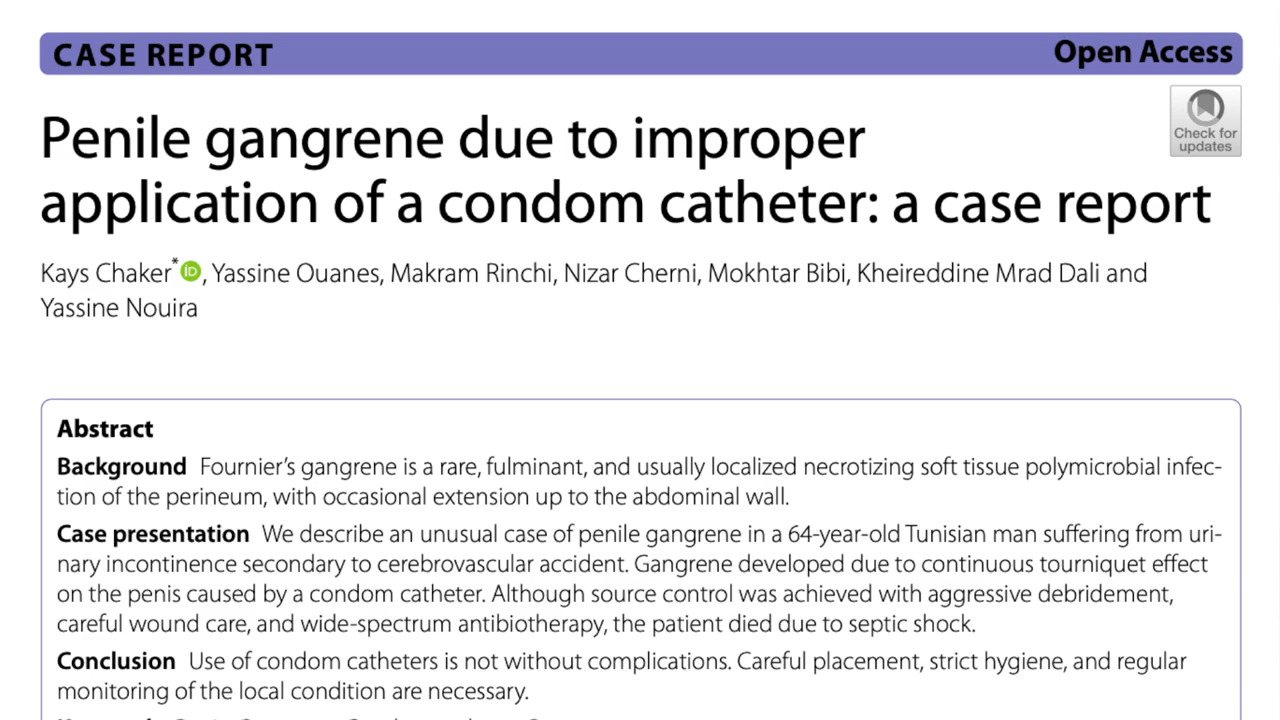 CASE REPORT
Open Access
Check for
updates
Penile gangrene due to improper
application of a condom catheter: a case report
Kays Chaker* iD, Yassine Ouanes, Makram Rinchi, Nizar Cherni, Mokhtar Bibi, Kheireddine Mrad Dali and
Yassine Nouira
Abstract
Background Fournier’s gangrene is a rare, fulminant, and usually localized necrotizing soft tissue polymicrobial infec-
tion of the perineum, with occasional extension up to the abdominal wall.
Case presentation We describe an unusual case of penile gangrene in a 64-year-old Tunisian man suffering from uri-
nary incontinence secondary to cerebrovascular accident. Gangrene developed due to continuous tourniquet effect
on the penis caused by a condom catheter. Although source control was achieved with aggressive debridement,
careful wound care, and wide-spectrum antibiotherapy, the patient died due to septic shock.
Conclusion Use of condom catheters is not without complications. Careful placement, strict hygiene, and regular
monitoring of the local condition are necessary.